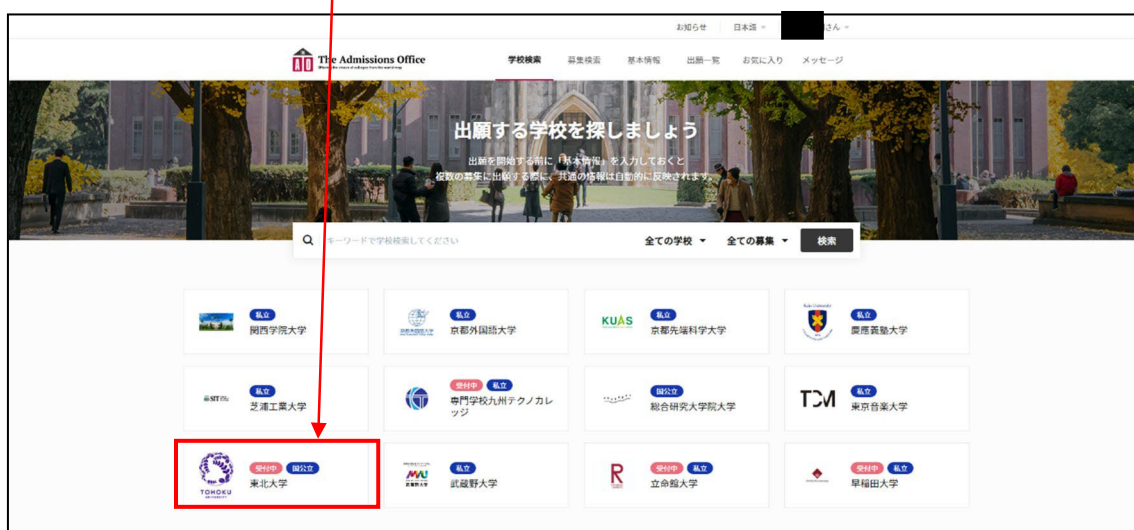 お知らせ 日本語 さん
The Admissions Office 学校検索 募集検索 基本情報 出願一覧 お気に入り メッセージ
出願する学校を探しましょう
出願を開始する前に「基本情報」を入力しておくと
複数の募集に出願する際に、共通の情報は自動的に反映されます。
キーワードで学校検索してください 全ての学校 全ての募集 検索
私立
関西学院大学
私立
京都外国語大学
KUAS
私立
京都先端科学大学
私立
慶應義塾大学
SIT
私立
芝浦工業大学
受付中 私立
専門学校九州テクノカレ
ッジ
国公立
総合研究大学院大学
TCM
私立
東京音楽大学
TOHOKU
受付中 国公立
東北大学
MU
武蔵野大学
私立
武蔵野大学
R
受付中 私立
立命館大学
受付中 私立
早稲田大学